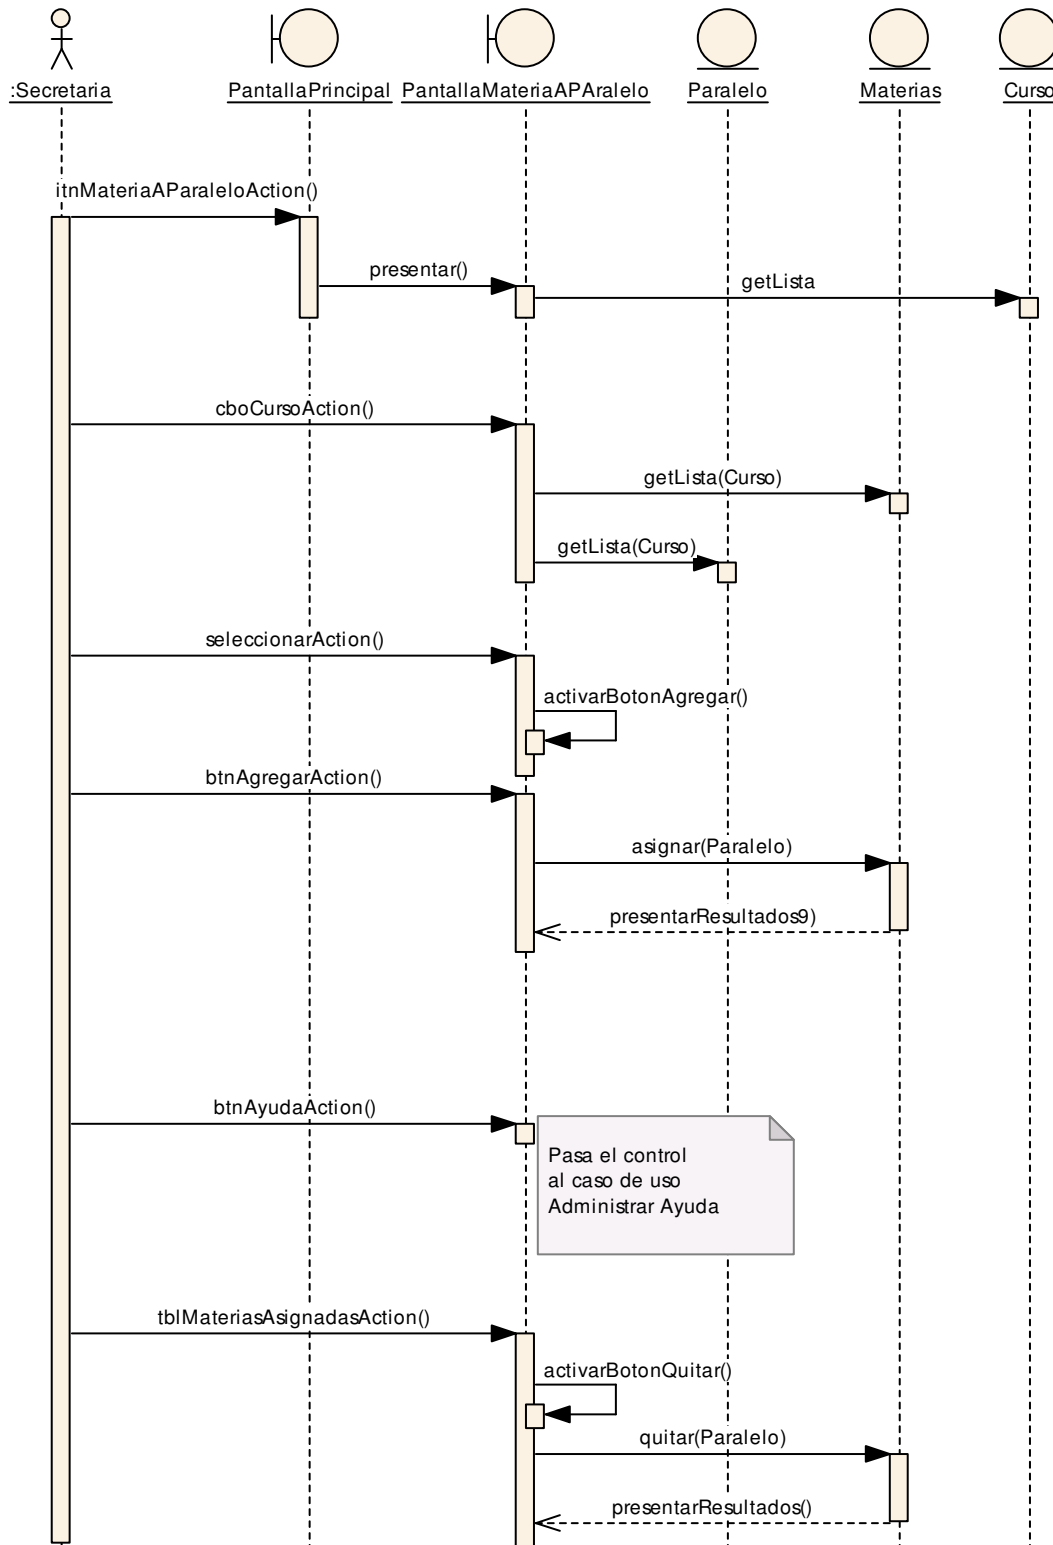 :Secretaria
PantallaPrincipal
PantallaMateriaAPAralelo
Paralelo
Materias
Curso
itnMateriaAParaleloAction()
presentar()
getLista
cboCursoAction()
getLista(Curso)
getLista(Curso)
seleccionarAction()
activarBotonAgregar()
btnAgregarAction()
asignar(Paralelo)
presentarResultados9)
btnAyudaAction()
Pasa el control
al caso de uso
Administrar Ayuda
tblMateriasAsignadasAction()
activarBotonQuitar()
quitar(Paralelo)
presentarResultados()